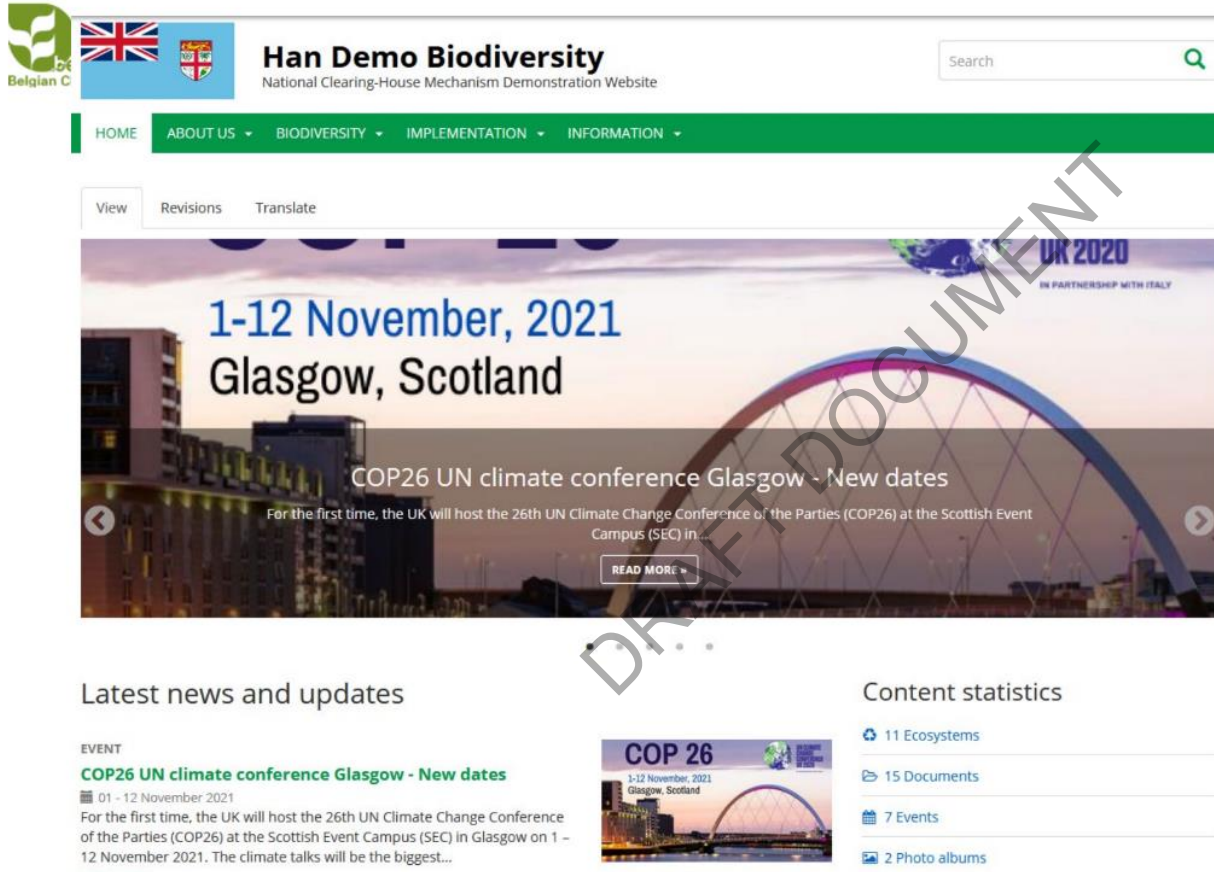 .be
Belgian C
Han Demo Biodiversity
National Clearing-House Mechanism Demonstration Website
Search
HOME ABOUT US BIODIVERSITY IMPLEMENTATION INFORMATION
View Revisions Translate
UK 2020
IN PARTNERSHIP WITH ITALY
1-12 November, 2021
Glasgow, Scotland
COP26 UN climate conference Glasgow - New dates
For the first time, the UK will host the 26th UN Climate Change Conference of the Parties (COP26) at the Scottish Event
Campus (SEC) in...
READ MORE »
DRAFT DOCUMENT
Latest news and updates
EVENT
COP26 UN climate conference Glasgow - New dates
01 - 12 November 2021
For the first time, the UK will host the 26th UN Climate Change Conference
of the Parties (COP26) at the Scottish Event Campus (SEC) in Glasgow on 1 –
12 November 2021. The climate talks will be the biggest...
COP 26
1-12 November, 2021
Glasgow, Scotland
Content statistics
11 Ecosystems
15 Documents
7 Events
2 Photo albums